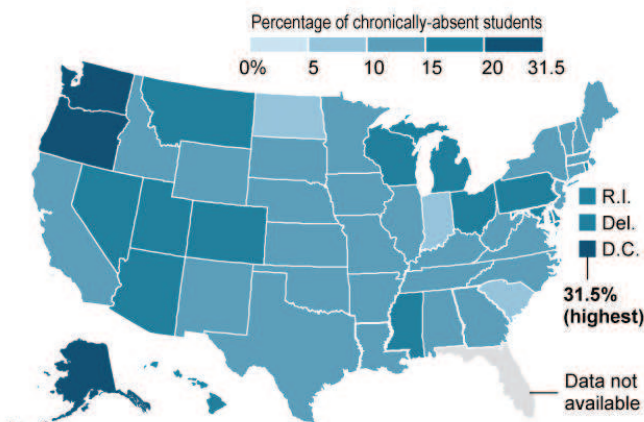 Percentage of chronically-absent students
0% 5 10 15 20 31.5
R.I.
Del.
D.C.
31.5%
(highest)
Data not
available